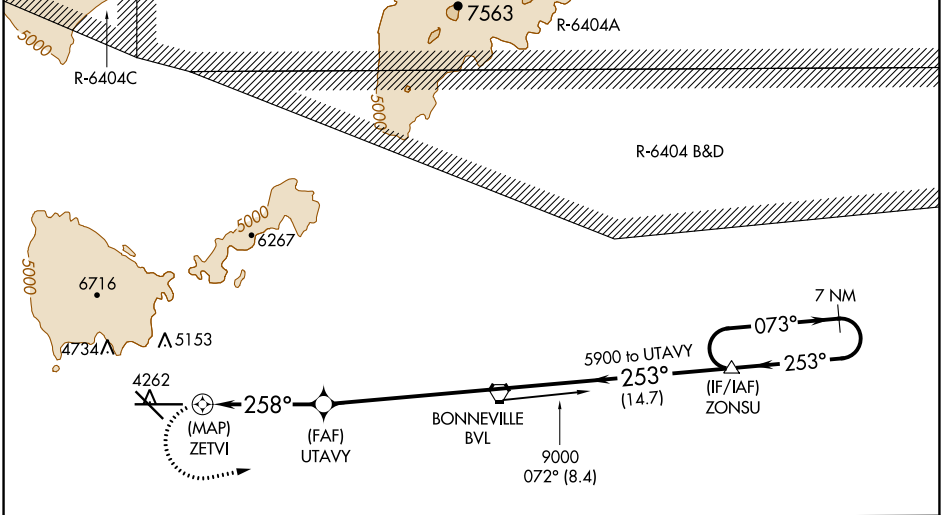 7563
R-6404A
5000
R-6404C
5000
R-6404 B&D
5000
6267
5000
6716
4734
5153
7 NM
073°
5900 to UTAVY
253°
253°
(14.7)
(IF/IAF)
ZONSU
4262
258°
(MAP)
ZETVI
(FAF)
UTAVY
BONNEVILLE
BVL
9000
072° (8.4)